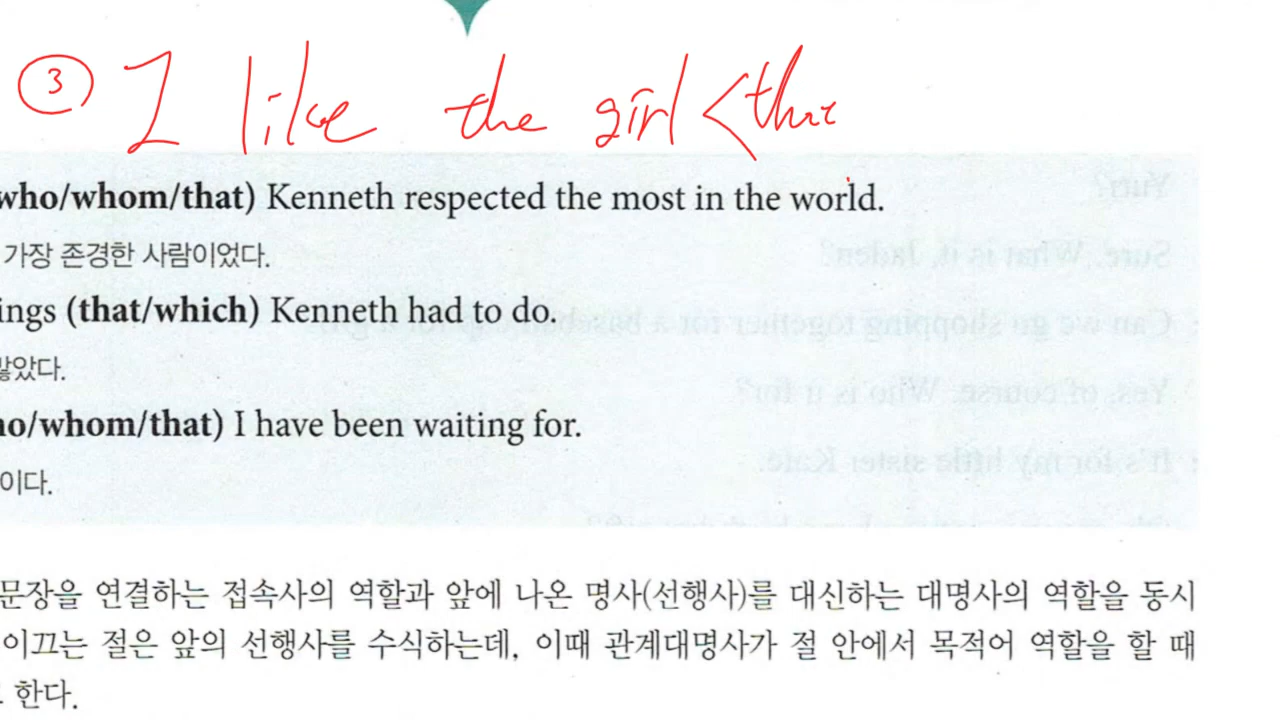 ③ I like the girl <that
who/whom/that) Kenneth respected the most in the world.
가장 존경한 사람이었다.
ings (that/which) Kenneth had to do.
많았다.
ho/whom/that) I have been waiting for.
이다.
문장을 연결하는 접속사의 역할과 앞에 나온 명사(선행사)를 대신하는 대명사의 역할을 동시
이끄는 절은 앞의 선행사를 수식하는데, 이때 관계대명사가 절 안에서 목적어 역할을 할 때
한다.